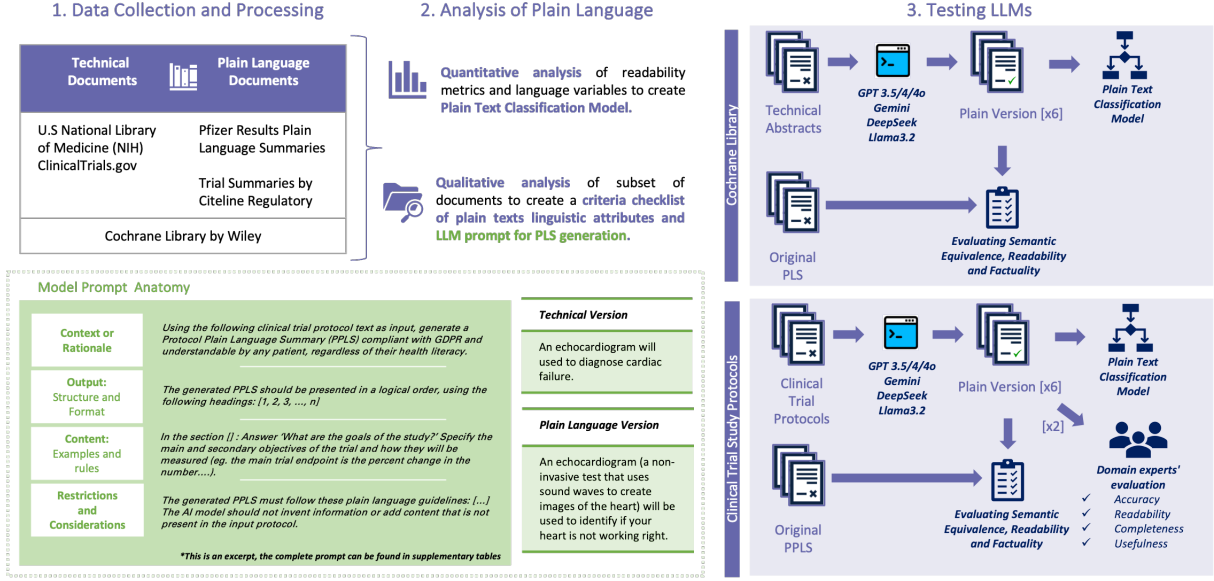 1. Data Collection and Processing
Technical
Documents
Plain Language
Documents
U.S National Library
of Medicine (NIH)
ClinicalTrials.gov
Pfizer Results Plain
Language Summaries
Trial Summaries by
Citeline Regulatory
Cochrane Library by Wiley
2. Analysis of Plain Language
Quantitative analysis of readability
metrics and language variables to create
Plain Text Classification Model.
Qualitative analysis of subset of
documents to create a criteria checklist
of plain texts linguistic attributes and
LLM prompt for PLS generation.
Model Prompt Anatomy
Context or
Rationale
Using the following clinical trial protocol text as input, generate a
Protocol Plain Language Summary (PPLS) compliant with GDPR and
understandable by any patient, regardless of their health literacy.
Output:
Structure and
Format
The generated PPLS should be presented in a logical order, using the
following headings: [1, 2, 3, ..., n]
Content:
Examples and
rules
In the section [] : Answer ‘What are the goals of the study?’ Specify the
main and secondary objectives of the trial and how they will be
measured (eg. the main trial endpoint is the percent change in the
number....).
Restrictions
and
Considerations
The generated PPLS must follow these plain language guidelines: [...]
The AI model should not invent information or add content that is not
present in the input protocol.
*This is an excerpt, the complete prompt can be found in supplementary tables
Technical Version
An echocardiogram will
used to diagnose cardiac
failure.
Plain Language Version
An echocardiogram (a non-
invasive test that uses
sound waves to create
images of the heart) will be
used to identify if your
heart is not working right.
3. Testing LLMs
Cochrane Library
Technical
Abstracts
GPT 3.5/4/4o
Gemini
DeepSeek
Llama3.2
Plain Version [x6]
Plain Text
Classification
Model
Original
PLS
Evaluating Semantic
Equivalence, Readability
and Factuality
Clinical Trial Study Protocols
Clinical
Trial
Protocols
GPT 3.5/4/4o
Gemini
DeepSeek
Llama3.2
Plain Version [x6]
Plain Text
Classification
Model
[x2]
Original
PPLS
Evaluating Semantic
Equivalence, Readability
and Factuality
Domain experts'
evaluation
✓ Accuracy
✓ Readability
✓ Completeness
✓ Usefulness